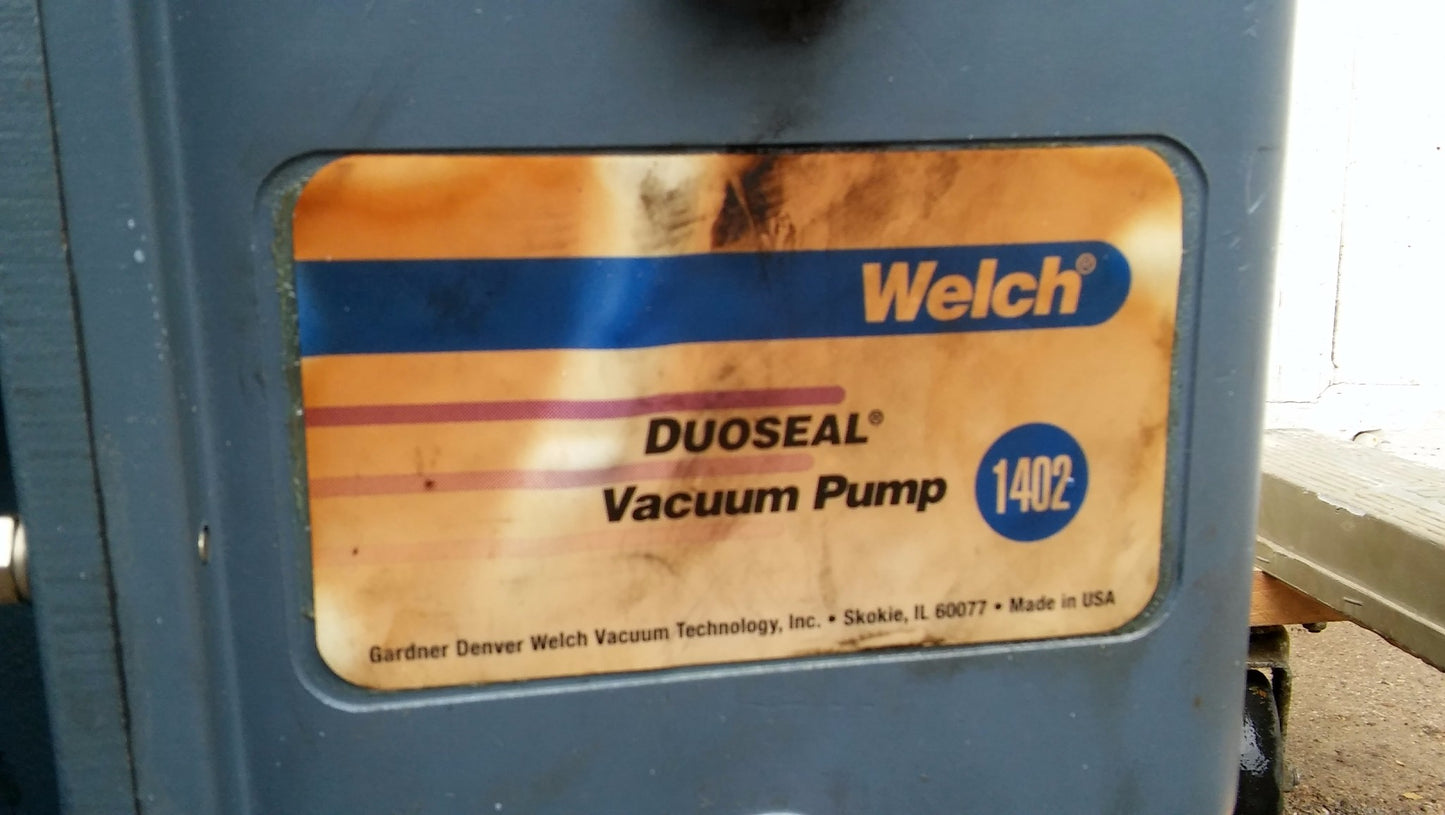 Welch®
DUOSEAL®
Vacuum Pump
1402
Gardner Denver Welch Vacuum Technology, Inc. • Skokie, IL 60077 • Made in USA